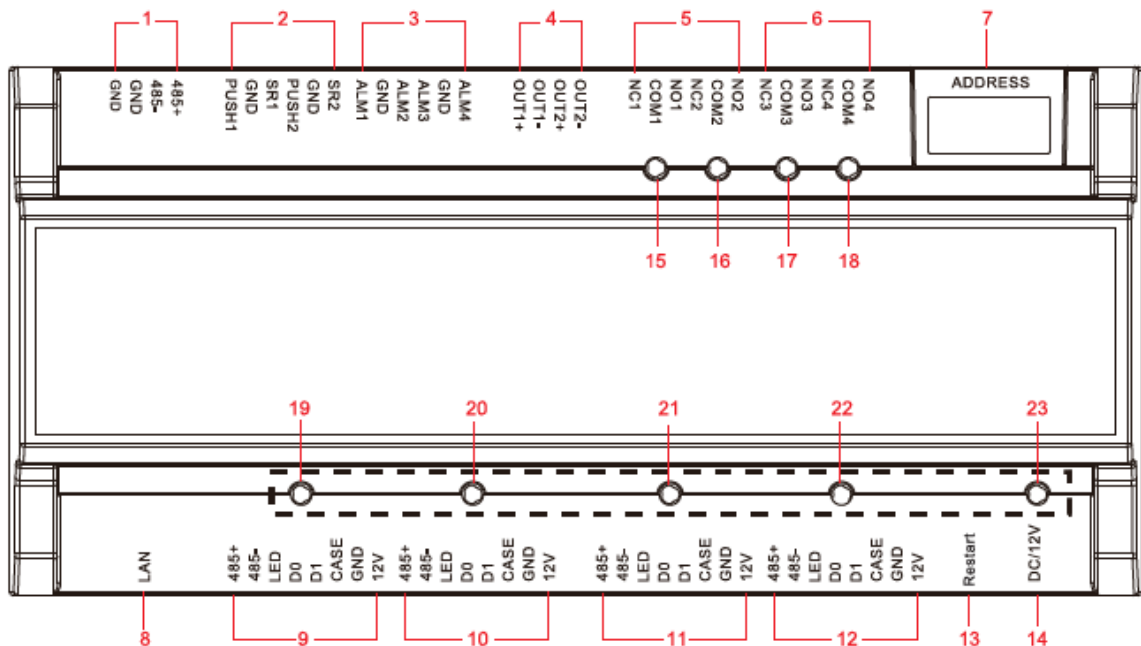 1 2 3 4 5 6 7
GND
GND
485-
485+
PUSH1
GND
SR1
PUSH2
GND
SR2
ALM1
GND
ALM2
ALM3
GND
ALM4
OUT1+
OUT1-
OUT2+
OUT2-
NC1
COM1
NO1
NC2
COM2
NO2
NC3
COM3
NO3
NC4
COM4
NO4
ADDRESS
15 16 17 18
19 20 21 22 23
LAN
485+
485-
LED
D0
D1
CASE
GND
12V
485+
485-
LED
D0
D1
CASE
GND
12V
485+
485-
LED
D0
D1
CASE
GND
12V
485+
485-
LED
D0
D1
CASE
GND
12V
Restart
DC/12V
8 9 10 11 12 13 14